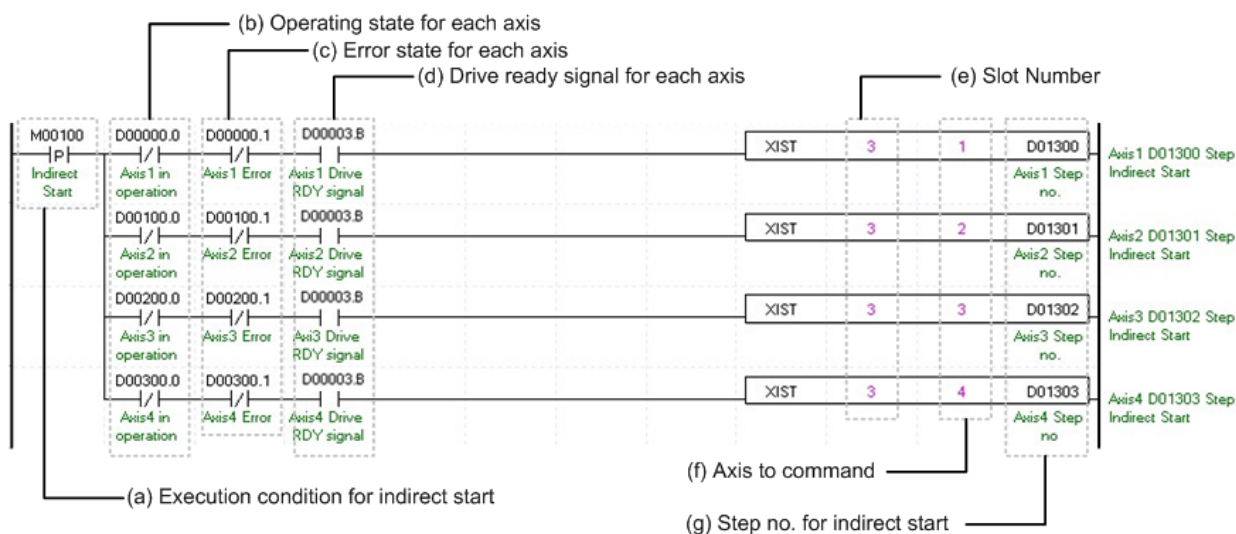 (b) Operating state for each axis
(c) Error state for each axis
(d) Drive ready signal for each axis
(e) Slot Number
M00100 D00000.0 D00000.1 D00003.B
P XIST 3 1 D01300
Indirect Start
Axis1 in operation
Axis1 Error
Axis1 Drive RDY signal
Axis1 Step no.
Axis1 D01300 Step Indirect Start
D00100.0 D00100.1 D00003.B
XIST 3 2 D01301
Axis2 in operation
Axis2 Error
Axis2 Drive RDY signal
Axis2 Step no.
Axis2 D01301 Step Indirect Start
D00200.0 D00200.1 D00003.B
XIST 3 3 D01302
Axis3 in operation
Axis3 Error
Axi3 Drive RDY signal
Axis3 Step no.
Axis3 D01302 Step Indirect Start
D00300.0 D00300.1 D00003.B
XIST 3 4 D01303
Axis4 in operation
Axis4 Error
Axis4 Drive RDY signal
Axis4 Step no
Axis4 D01303 Step Indirect Start
(f) Axis to command
(a) Execution condition for indirect start
(g) Step no. for indirect start